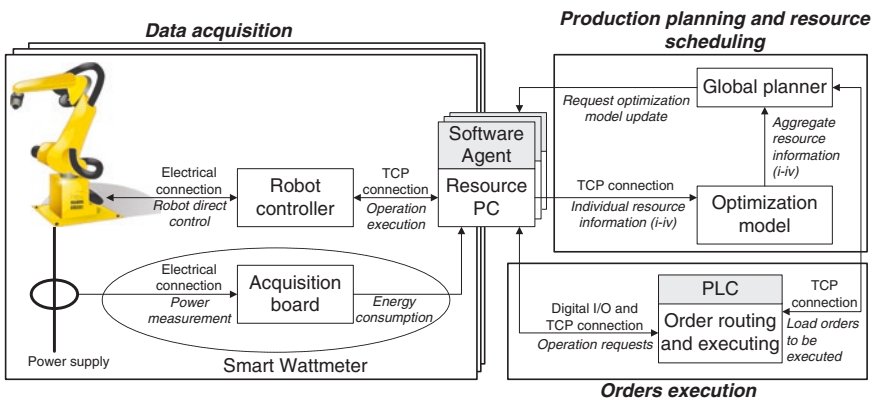 Data acquisition
Production planning and resource
scheduling
Global planner
Request optimization
model update
Aggregate
resource
information
(i-iv)
Software
Agent
Resource
PC
Electrical
connection
Robot direct
control
Robot
controller
TCP
connection
Operation
execution
TCP connection
Individual resource
information (i-iv)
Optimization
model
Electrical
connection
Power
measurement
Acquisition
board
Energy
consumption
Smart Wattmeter
Power supply
Digital I/O and
TCP connection
Operation requests
PLC
Order routing
and executing
TCP
connection
Load orders
to be
executed
Orders execution